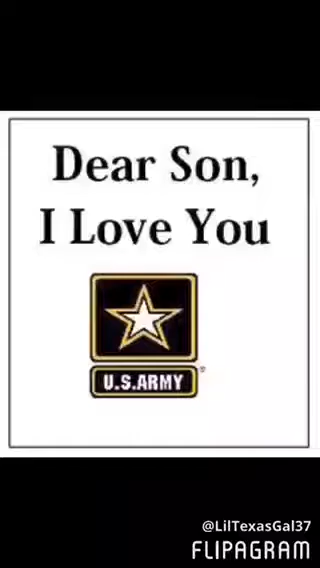 Dear Son,
I Love You
U.S.ARMY
@LilTexasGal37
FLIPAGRAM